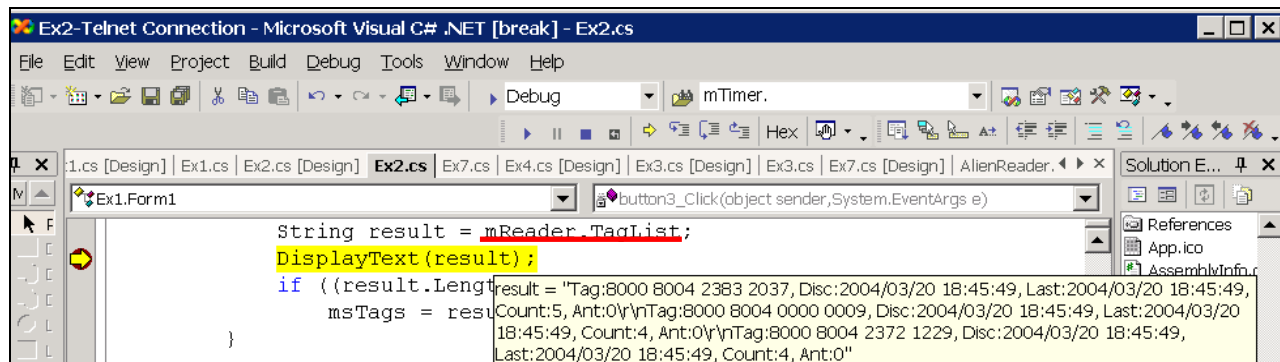 Ex2-Telnet Connection - Microsoft Visual C# .NET [break] - Ex2.cs
File Edit View Project Build Debug Tools Window Help
Debug mTimer.
Hex
:1.cs [Design] Ex1.cs Ex2.cs [Design] Ex2.cs Ex7.cs Ex4.cs [Design] Ex3.cs [Design] Ex3.cs Ex7.cs [Design] AlienReader. Solution E...
Ex1.Form1 button3_Click(object sender,System.EventArgs e)
String result = mReader.TagList; References
DisplayText(result); App.ico
if ((result.Lengt AssemblyInfo.c
msTags = resu
}
result = "Tag:8000 8004 2383 2037, Disc:2004/03/20 18:45:49, Last:2004/03/20 18:45:49,
Count:5, Ant:0\r\nTag:8000 8004 0000 0009, Disc:2004/03/20 18:45:49, Last:2004/03/20
18:45:49, Count:4, Ant:0\r\nTag:8000 8004 2372 1229, Disc:2004/03/20 18:45:49,
Last:2004/03/20 18:45:49, Count:4, Ant:0"